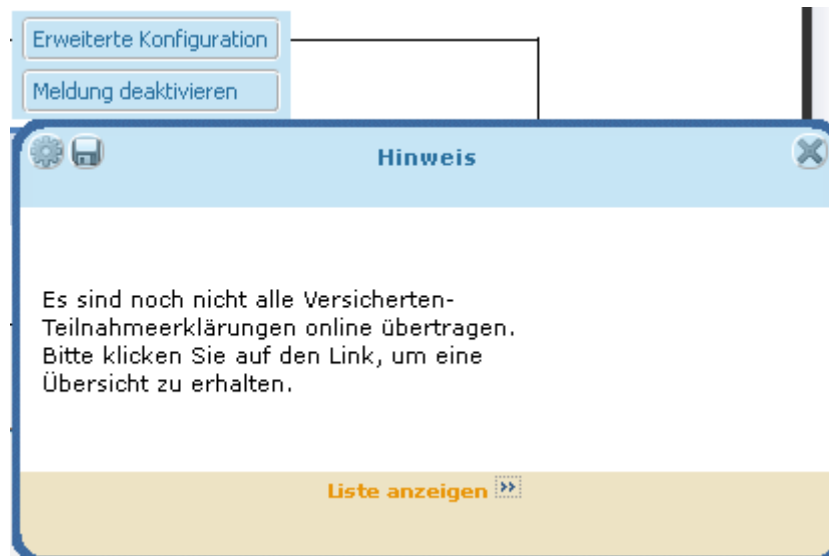 Erweiterte Konfiguration
Meldung deaktivieren
Hinweis
Es sind noch nicht alle Versicherten-
Teilnahmeerklärungen online übertragen.
Bitte klicken Sie auf den Link, um eine
Übersicht zu erhalten.
Liste anzeigen >>